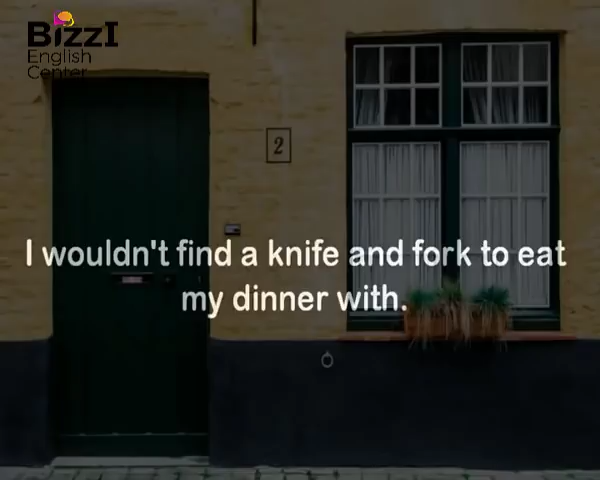 BizzI
English
Center
2
I wouldn't find a knife and fork to eat
my dinner with.